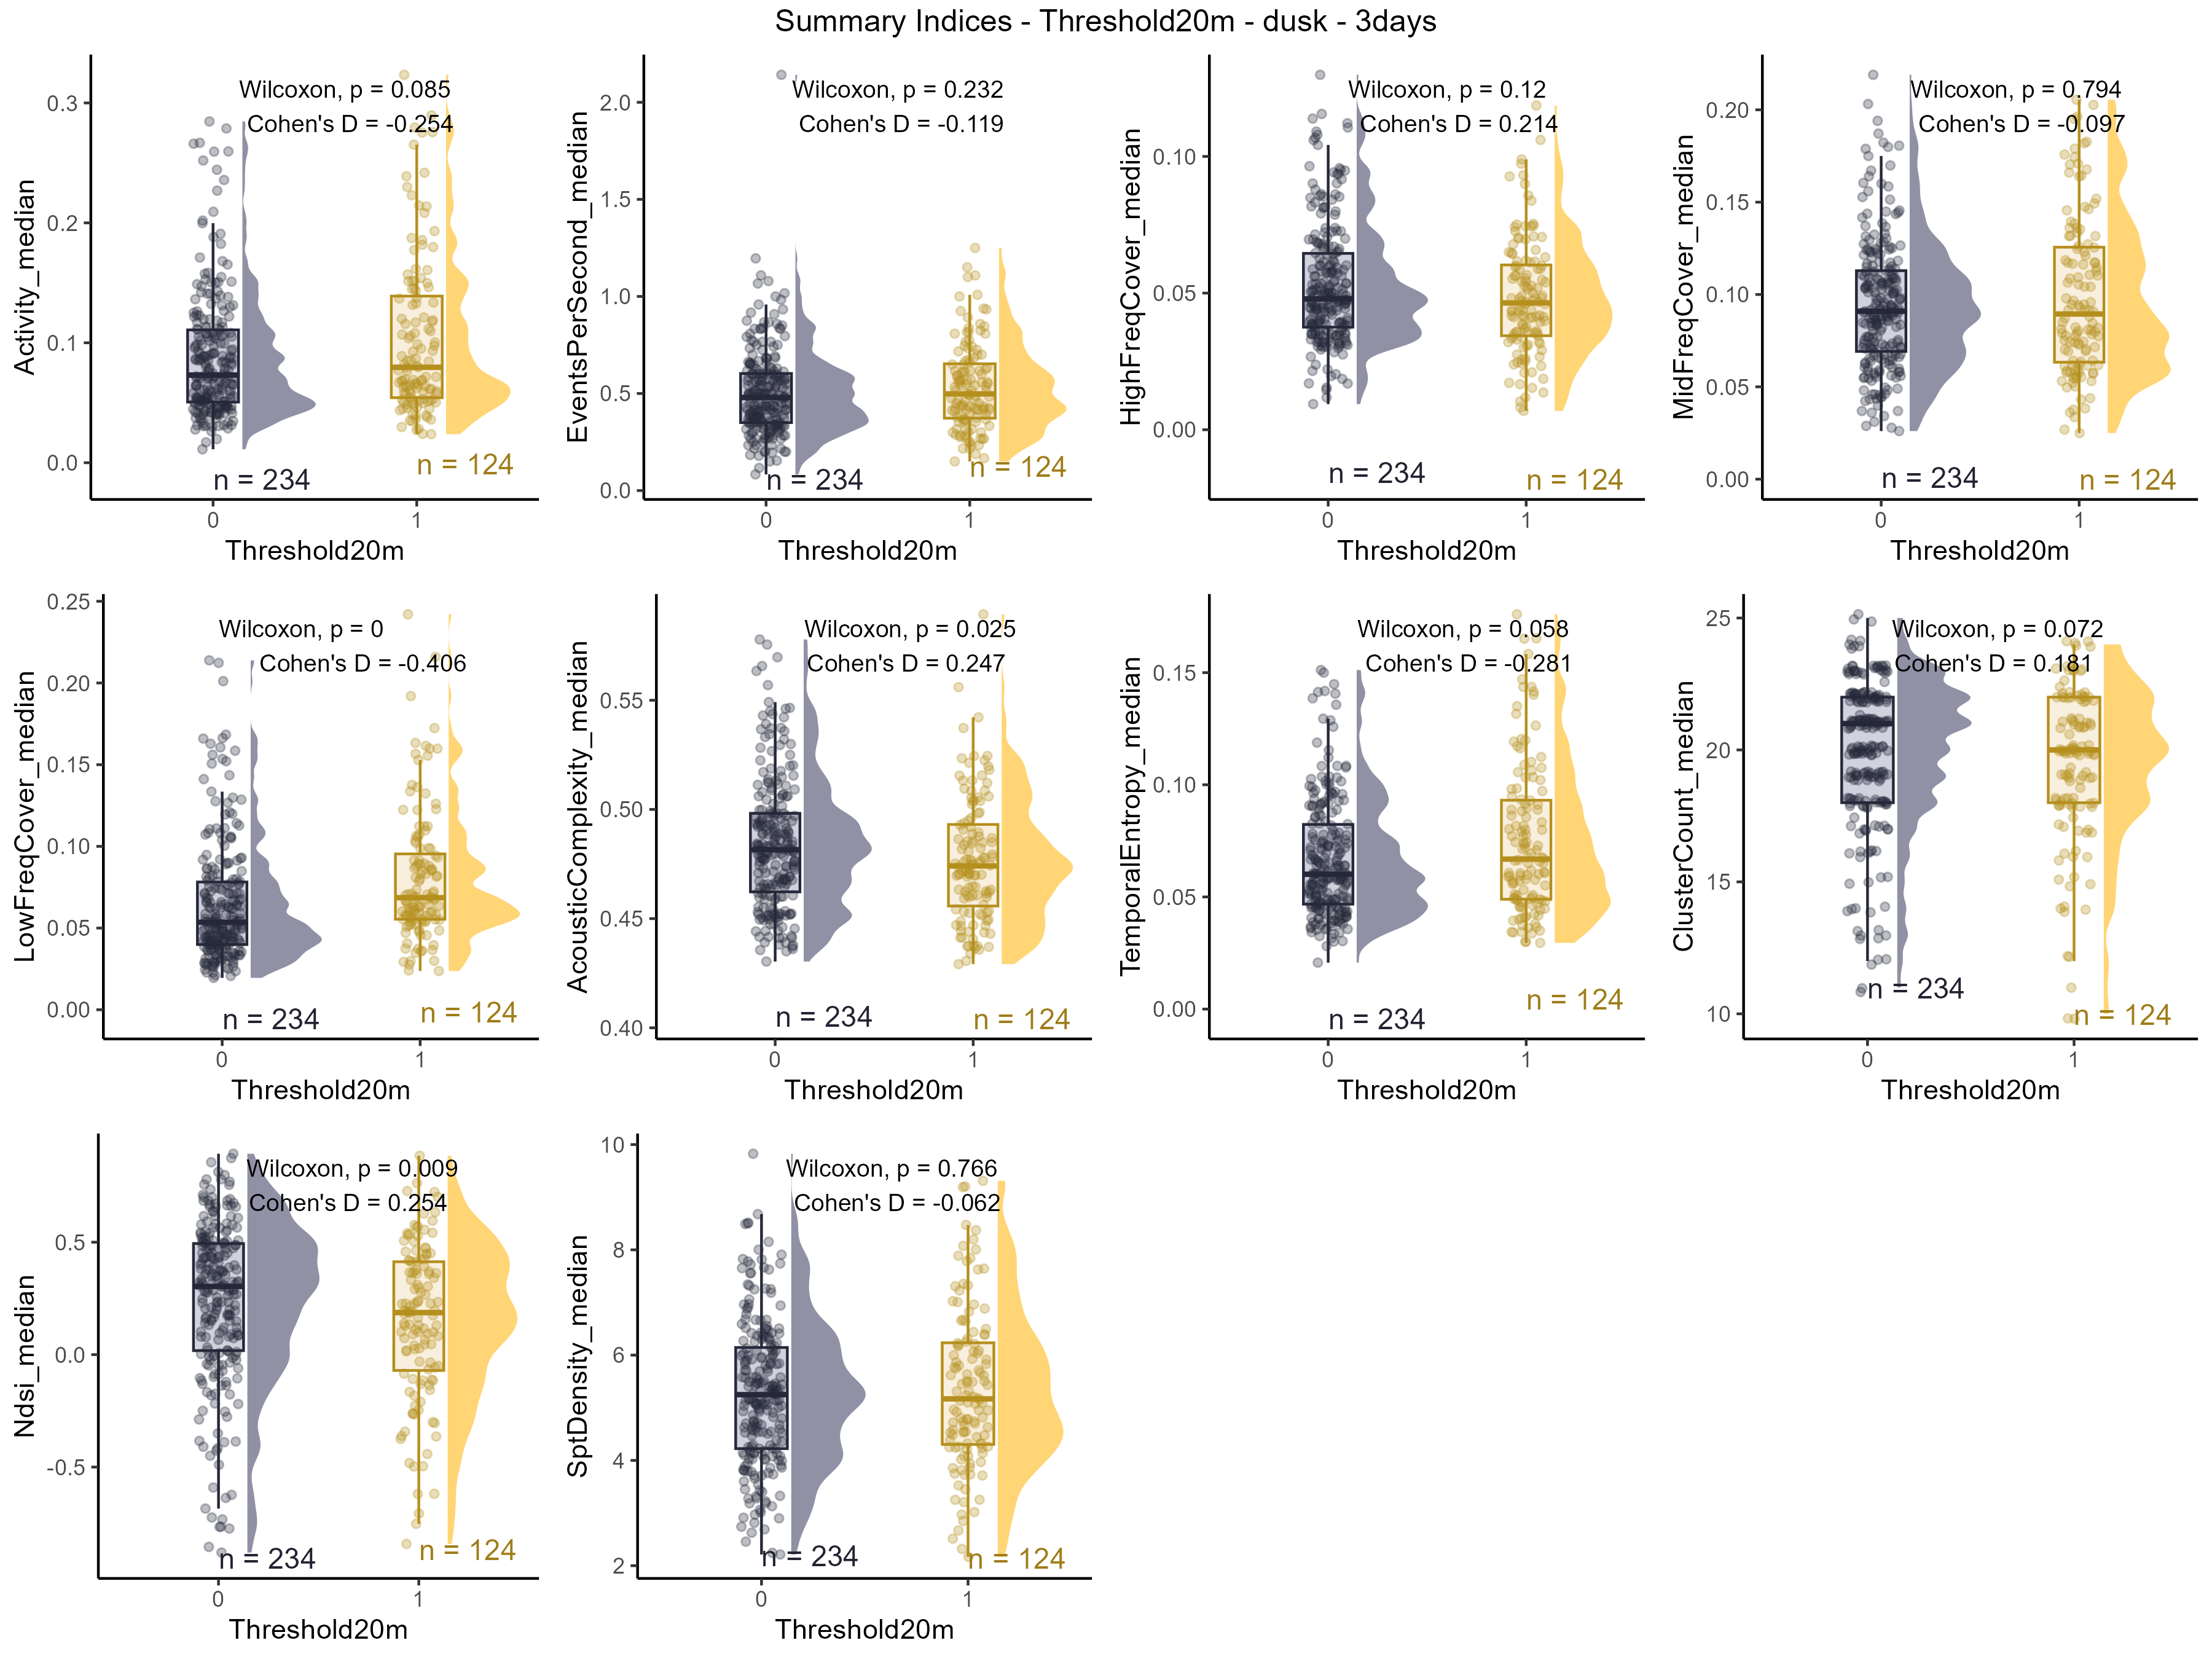 Summary Indices - Threshold20m - dusk - 3days
Activity_median
0.3
0.2
0.1
0.0
Wilcoxon, p = 0.085
Cohen's D = -0.254
n = 234
n = 124
0
1
Threshold20m
EventsPerSecond_median
2.0
1.5
1.0
0.5
0.0
Wilcoxon, p = 0.232
Cohen's D = -0.119
n = 234
n = 124
0
1
Threshold20m
HighFreqCover_median
0.10
0.05
0.00
Wilcoxon, p = 0.12
Cohen's D = 0.214
n = 234
n = 124
0
1
Threshold20m
MidFreqCover_median
0.20
0.15
0.10
0.05
0.00
Wilcoxon, p = 0.794
Cohen's D = -0.097
n = 234
n = 124
0
1
Threshold20m
LowFreqCover_median
0.25
0.20
0.15
0.10
0.05
0.00
Wilcoxon, p = 0
Cohen's D = -0.406
n = 234
n = 124
0
1
Threshold20m
AcousticComplexity_median
0.55
0.50
0.45
0.40
Wilcoxon, p = 0.025
Cohen's D = 0.247
n = 234
n = 124
0
1
Threshold20m
TemporalEntropy_median
0.15
0.10
0.05
0.00
Wilcoxon, p = 0.058
Cohen's D = -0.281
n = 234
n = 124
0
1
Threshold20m
ClusterCount_median
25
20
15
10
Wilcoxon, p = 0.072
Cohen's D = 0.181
n = 234
n = 124
0
1
Threshold20m
Ndsi_median
0.5
0.0
-0.5
Wilcoxon, p = 0.009
Cohen's D = 0.254
n = 234
n = 124
0
1
Threshold20m
SptDensity_median
10
8
6
4
2
Wilcoxon, p = 0.766
Cohen's D = -0.062
n = 234
n = 124
0
1
Threshold20m